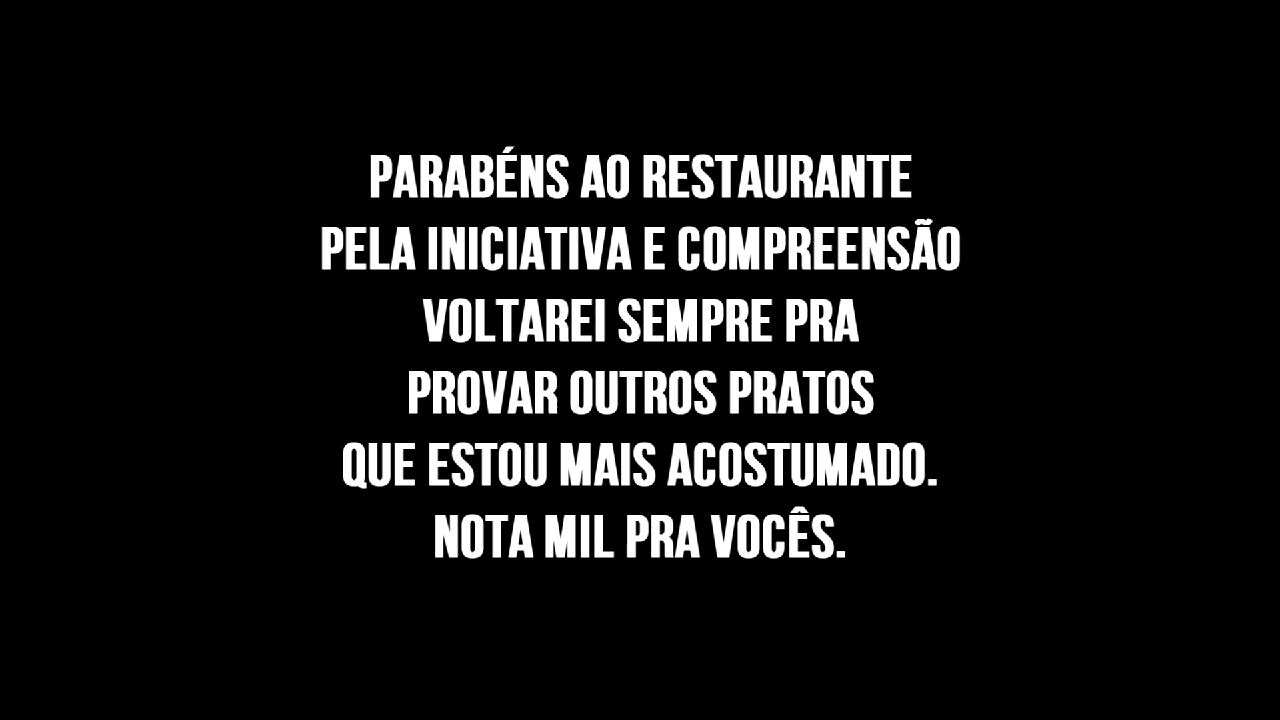 PARABÉNS AO RESTAURANTE
PELA INICIATIVA E COMPREENSÃO
VOLTAREI SEMPRE PRA
PROVAR OUTROS PRATOS
QUE ESTOU MAIS ACOSTUMADO.
NOTA MIL PRA VOCÊS.